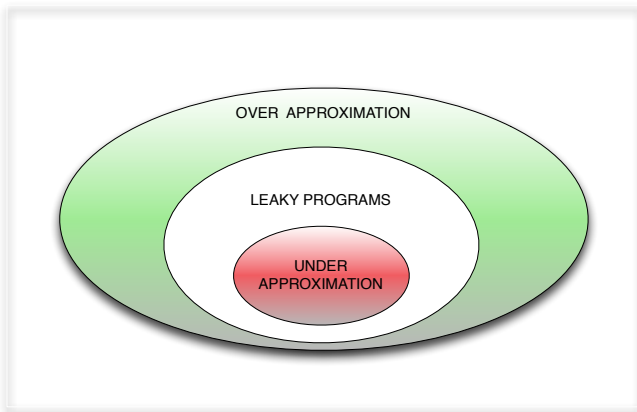 OVER APPROXIMATION
LEAKY PROGRAMS
UNDER
APPROXIMATION